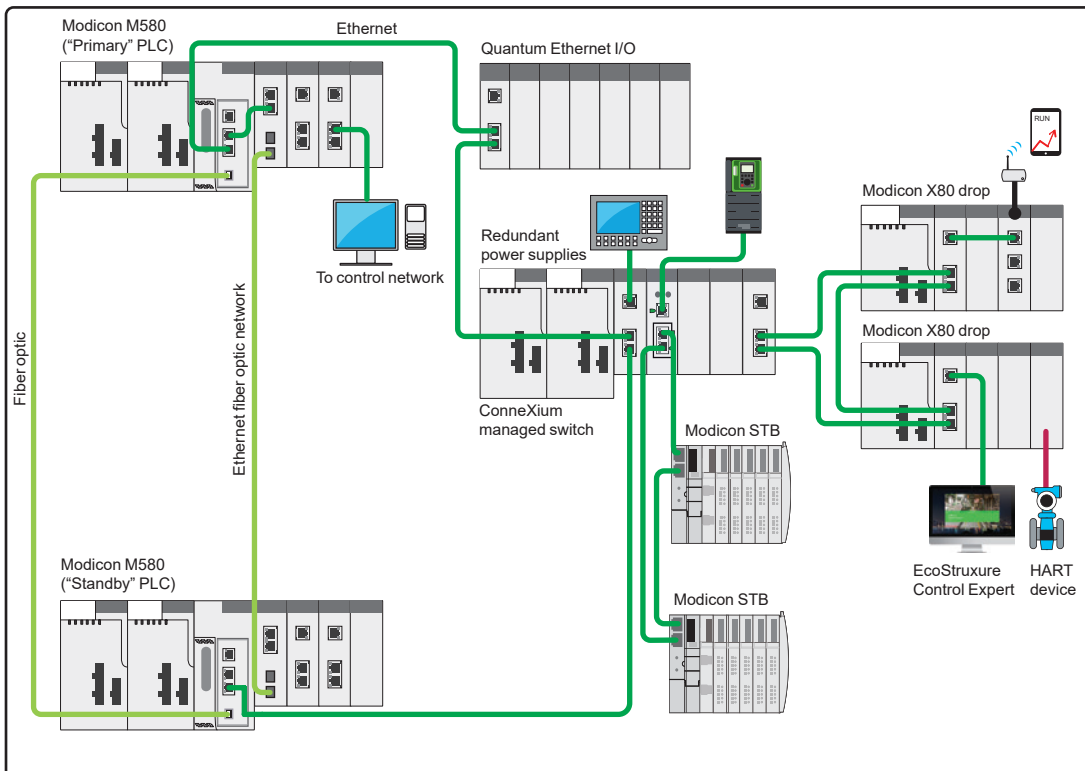 Modicon M580
("Primary" PLC)
Ethernet
Quantum Ethernet I/O
RUN
Modicon X80 drop
Redundant
power supplies
To control network
Modicon X80 drop
Fiber optic
Ethernet fiber optic network
ConneXium
managed switch
Modicon STB
EcoStruxure
Control Expert
HART
device
Modicon M580
("Standby" PLC)
Modicon STB